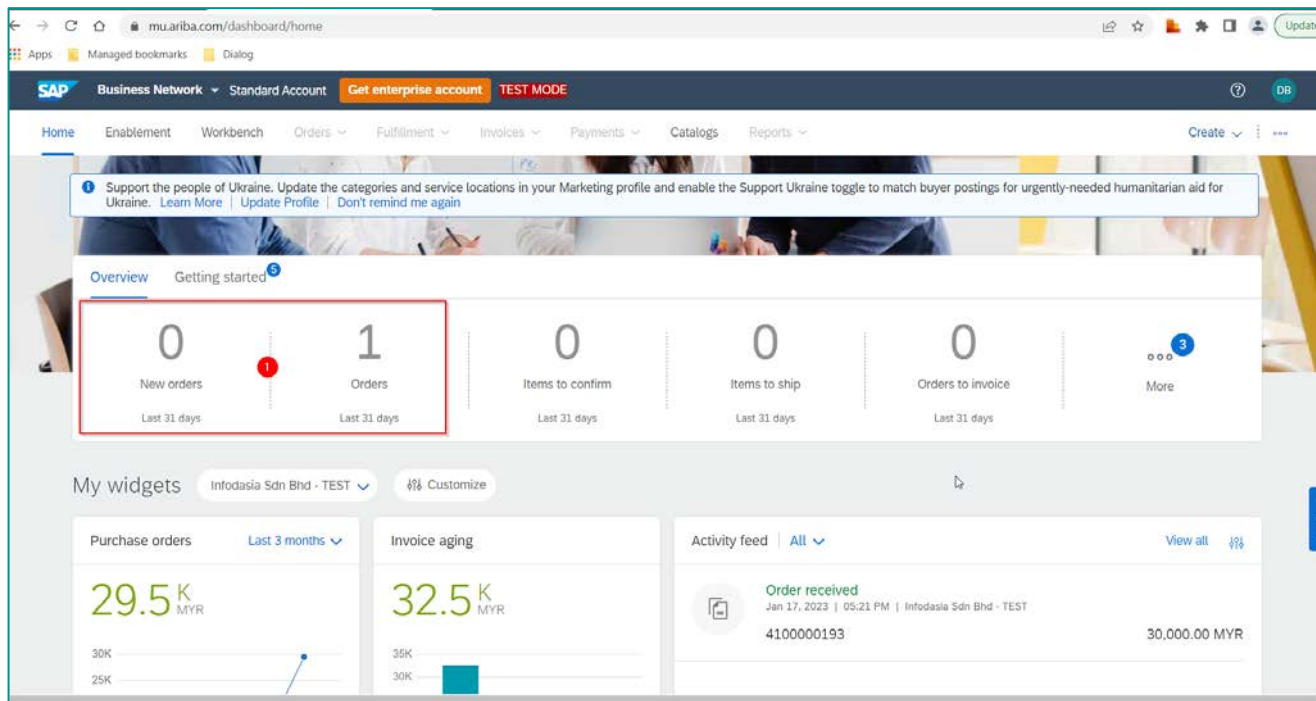 mu.ariba.com/dashboard/home
Update
Apps Managed bookmarks Dialog
SAP Business Network Standard Account Get enterprise account TEST MODE DB
Home Enablement Workbench Orders Fulfillment Invoices Payments Catalogs Reports Create
Support the people of Ukraine. Update the categories and service locations in your Marketing profile and enable the Support Ukraine toggle to match buyer postings for urgently-needed humanitarian aid for
Ukraine. Learn More | Update Profile | Don't remind me again
Overview Getting started 5
0 1 0 0 0 3
1
New orders Orders Items to confirm Items to ship Orders to invoice More
Last 31 days Last 31 days Last 31 days Last 31 days Last 31 days
My widgets Infodasia Sdn Bhd - TEST Customize
Purchase orders Last 3 months Invoice aging Activity feed | All View all
29.5 K MYR 32.5 K MYR
Order received
Jan 17, 2023 | 05:21 PM | Infodasia Sdn Bhd - TEST
4100000193 30,000.00 MYR
30K 35K
25K 30K